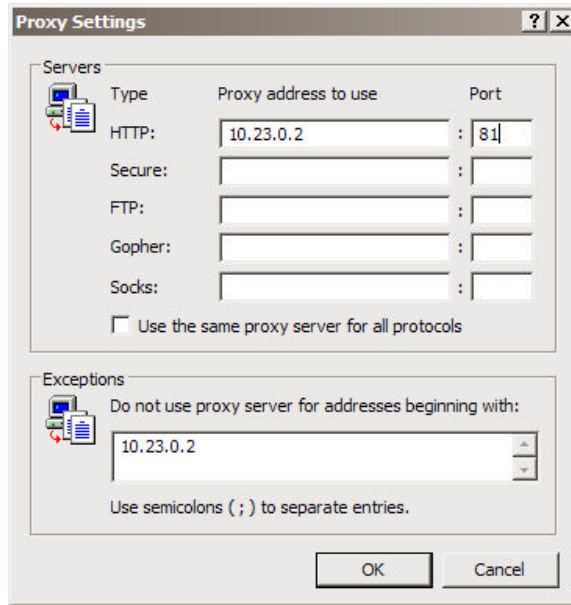 Proxy Settings
Servers
Type Proxy address to use Port
HTTP: 10.23.0.2 : 81
Secure: :
FTP: :
Gopher: :
Socks: :
Use the same proxy server for all protocols
Exceptions
Do not use proxy server for addresses beginning with:
10.23.0.2
Use semicolons ( ; ) to separate entries.
OK Cancel